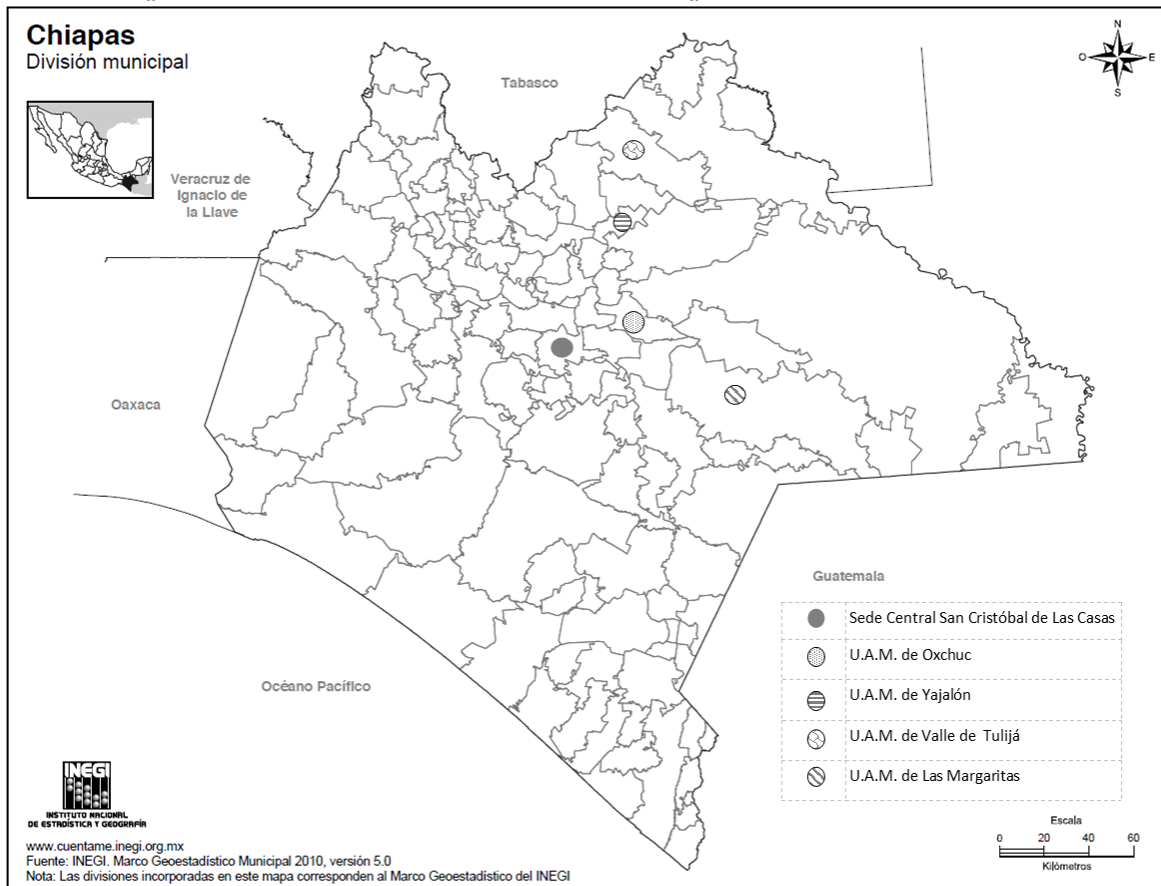 Chiapas
División municipal
N
O
E
S
Tabasco
Veracruz de
Ignacio de
la Llave
Oaxaca
Guatemala
Océano Pacífico
Sede Central San Cristóbal de Las Casas
U.A.M. de Oxchuc
U.A.M. de Yajalón
U.A.M. de Valle de Tulijá
U.A.M. de Las Margaritas
INEGI
INSTITUTO NACIONAL
DE ESTADÍSTICA Y GEOGRAFÍA
Escala
0 20 40 60
Kilómetros
www.cuentame.inegi.org.mx
Fuente: INEGI. Marco Geoestadístico Municipal 2010, versión 5.0
Nota: Las divisiones incorporadas en este mapa corresponden al Marco Geoestadístico del INEGI